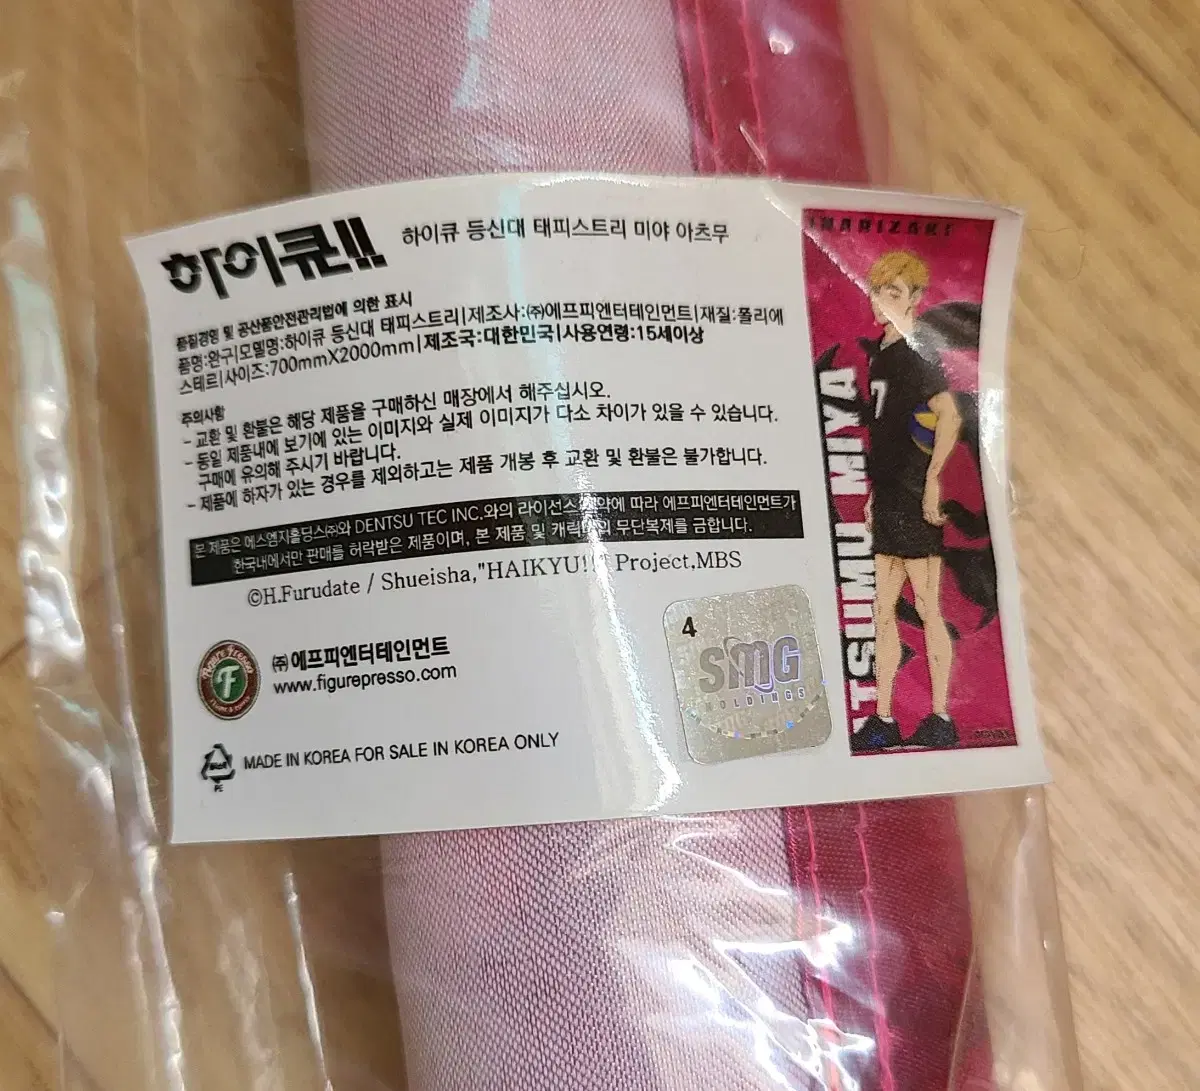 하이큐!!
하이큐 등신대 태피스트리 미야 아츠무
품질경영 및 공산품안전관리법에 의한 표시
품명:완구|모델명:하이큐 등신대 태피스트리|제조사:㈜에프피엔터테인먼트|재질:폴리에
스테르|사이즈:700mmX2000mm|제조국:대한민국|사용연령:15세이상
주의사항
- 교환 및 환불은 해당 제품을 구매하신 매장에서 해주십시오.
- 동일 제품내에 보기에 있는 이미지와 실제 이미지가 다소 차이가 있을 수 있습니다.
구매에 유의해 주시기 바랍니다.
- 제품에 하자가 있는 경우를 제외하고는 제품 개봉 후 교환 및 환불은 불가합니다.
본 제품은 에스엠지홀딩스㈜와 DENTSU TEC INC.와의 라이선스 계약에 따라 에프피엔터테인먼트가
한국내에서만 판매를 허락받은 제품이며, 본 제품 및 캐릭터의 무단복제를 금합니다.
©H.Furudate / Shueisha,"HAIKYU!!" Project,MBS
㈜에프피엔터테인먼트
www.figurepresso.com
F
MADE IN KOREA FOR SALE IN KOREA ONLY
PE
4
SMG
HOLDINGS
INARIZAKI
ATSUMU MIYA
7